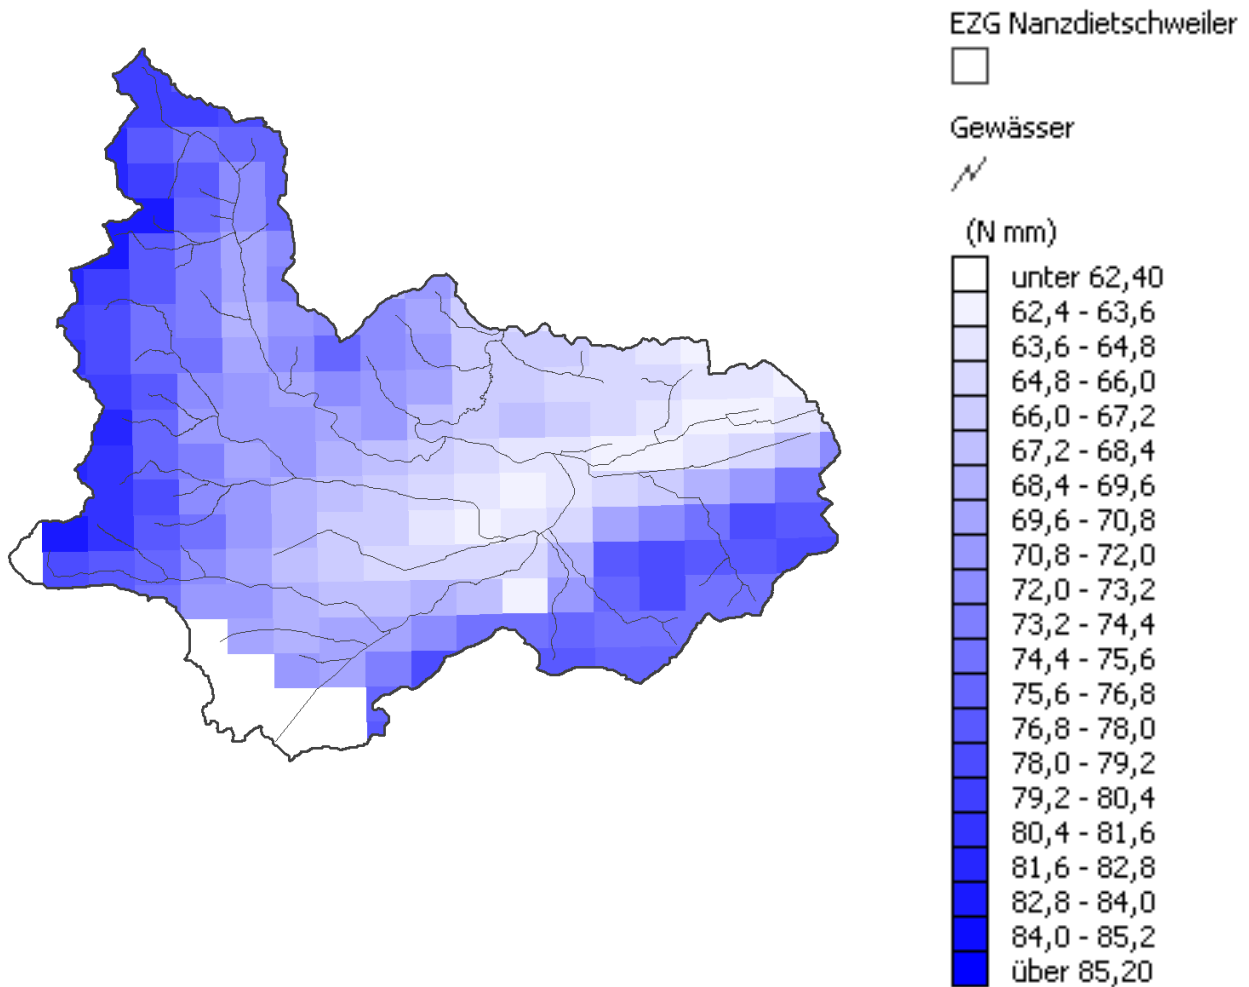 EZG Nanzdietschweiler
Gewässer
(N mm)
unter 62,40
62,4 - 63,6
63,6 - 64,8
64,8 - 66,0
66,0 - 67,2
67,2 - 68,4
68,4 - 69,6
69,6 - 70,8
70,8 - 72,0
72,0 - 73,2
73,2 - 74,4
74,4 - 75,6
75,6 - 76,8
76,8 - 78,0
78,0 - 79,2
79,2 - 80,4
80,4 - 81,6
81,6 - 82,8
82,8 - 84,0
84,0 - 85,2
über 85,20